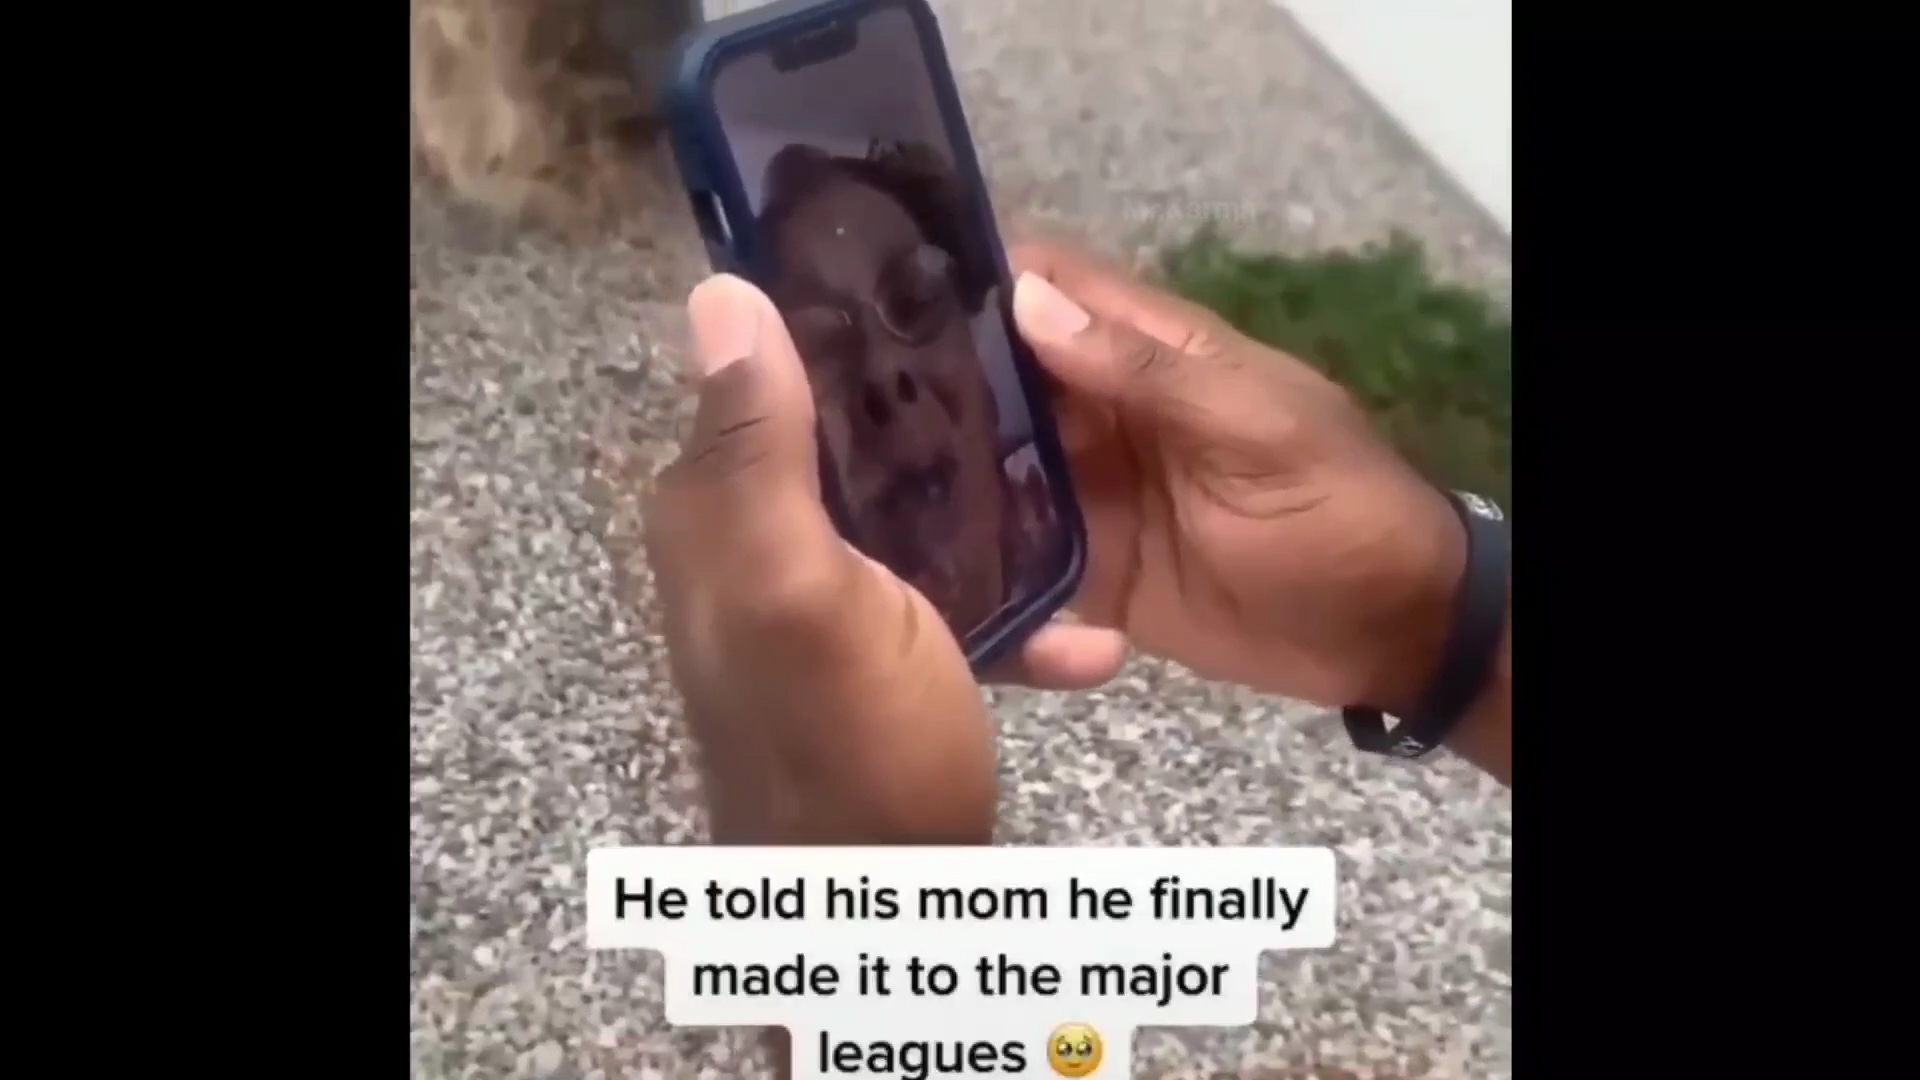 He told his mom he finally
made it to the major
leagues 🥹